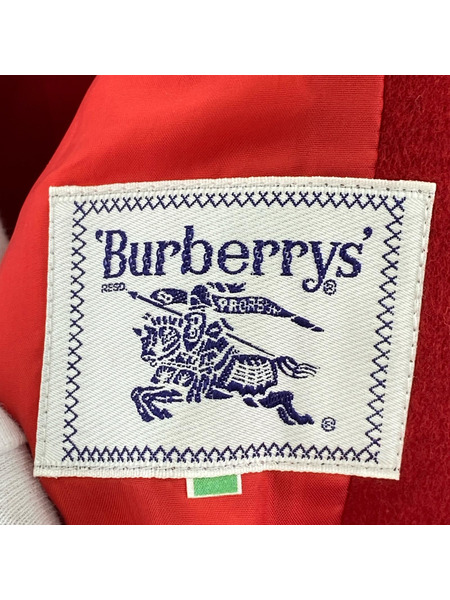 'Burberrys'
REGD. ®
PRORSUM
®